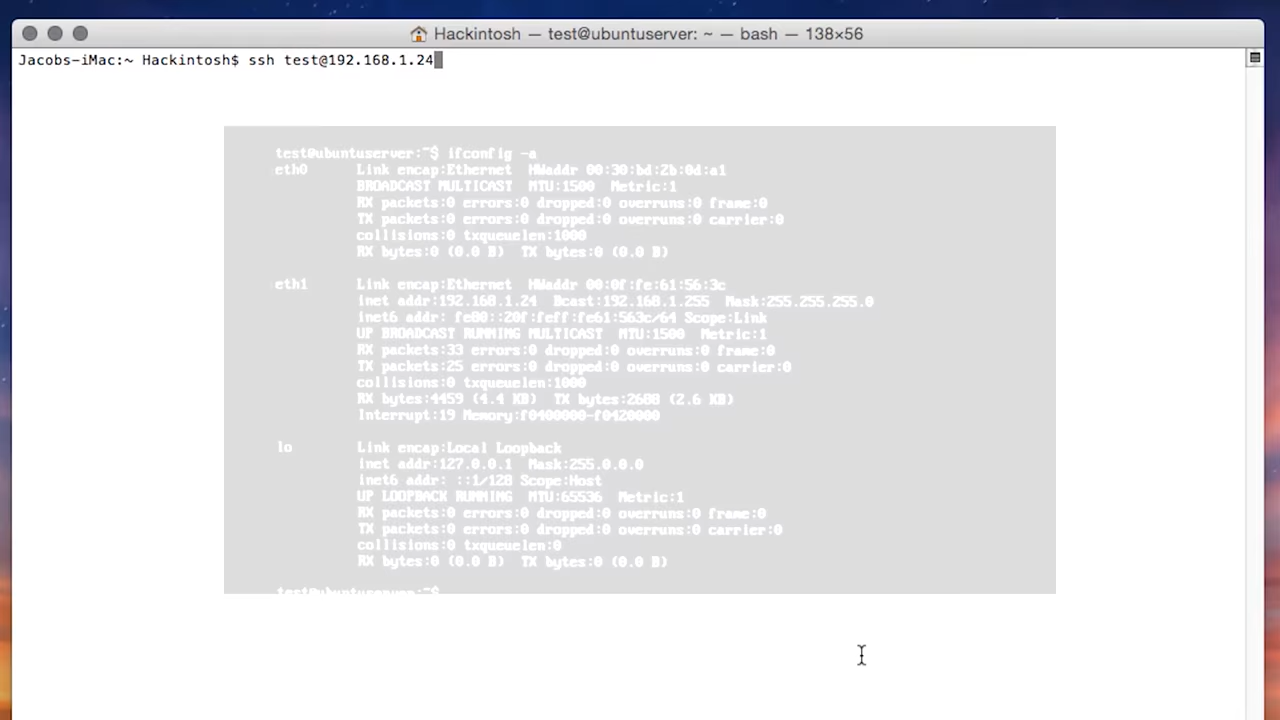 Hackintosh — test@ubuntuserver: ~ — bash — 138×56
Jacobs-iMac:~ Hackintosh$ ssh test@192.168.1.24
test@ubuntuserver:~$ ifconfig -a
eth0 Link encap:Ethernet HWaddr 00:30:bd:2b:0d:a1
BROADCAST MULTICAST MTU:1500 Metric:1
RX packets:0 errors:0 dropped:0 overruns:0 frame:0
TX packets:0 errors:0 dropped:0 overruns:0 carrier:0
collisions:0 txqueuelen:1000
RX bytes:0 (0.0 B) TX bytes:0 (0.0 B)
eth1 Link encap:Ethernet HWaddr 00:0f:fe:61:56:3c
inet addr:192.168.1.24 Bcast:192.168.1.255 Mask:255.255.255.0
inet6 addr: fe80::20f:feff:fe61:563c/64 Scope:Link
UP BROADCAST RUNNING MULTICAST MTU:1500 Metric:1
RX packets:33 errors:0 dropped:0 overruns:0 frame:0
TX packets:25 errors:0 dropped:0 overruns:0 carrier:0
collisions:0 txqueuelen:1000
RX bytes:4459 (4.4 KB) TX bytes:2608 (2.6 KB)
Interrupt:19 Memory:f0400000-f0420000
lo Link encap:Local Loopback
inet addr:127.0.0.1 Mask:255.0.0.0
inet6 addr: ::1/128 Scope:Host
UP LOOPBACK RUNNING MTU:65536 Metric:1
RX packets:0 errors:0 dropped:0 overruns:0 frame:0
TX packets:0 errors:0 dropped:0 overruns:0 carrier:0
collisions:0 txqueuelen:0
RX bytes:0 (0.0 B) TX bytes:0 (0.0 B)
test@ubuntuserver:~$